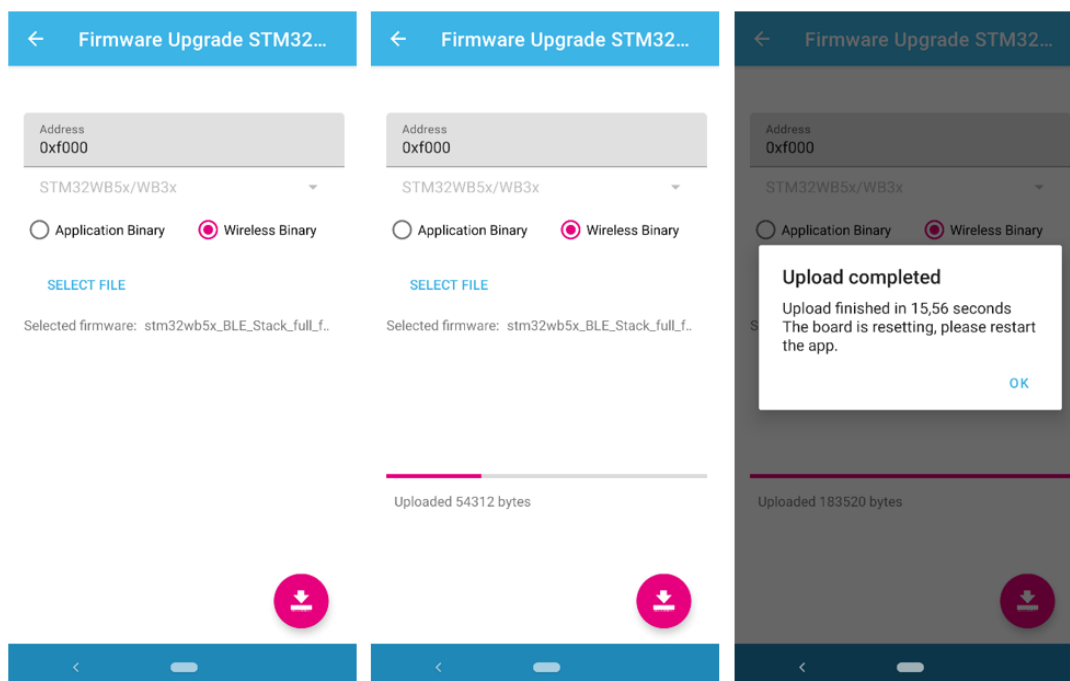 Firmware Upgrade STM32...
Address
0xf000
STM32WB5x/WB3x
Application Binary
Wireless Binary
SELECT FILE
Selected firmware: stm32wb5x_BLE_Stack_full_f..
Firmware Upgrade STM32...
Address
0xf000
STM32WB5x/WB3x
Application Binary
Wireless Binary
SELECT FILE
Selected firmware: stm32wb5x_BLE_Stack_full_f..
Uploaded 54312 bytes
Firmware Upgrade STM32...
Address
0xf000
STM32WB5x/WB3x
Application Binary
Wireless Binary
S
Upload completed
Upload finished in 15,56 seconds
The board is resetting, please restart
the app.
OK
Uploaded 183520 bytes